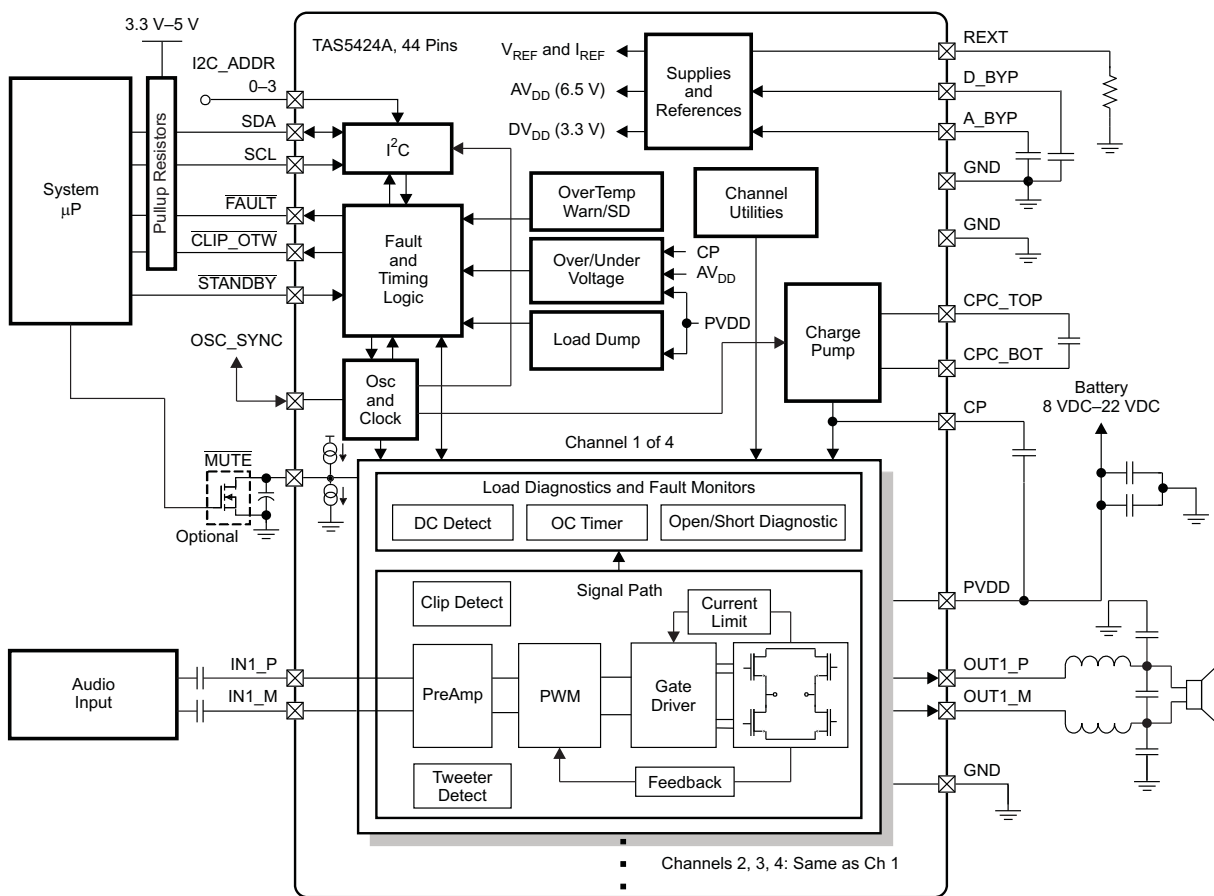 3.3 V–5 V
TAS5424A, 44 Pins
I2C_ADDR
0–3
SDA
SCL
FAULT
CLIP_OTW
STANDBY
OSC_SYNC
MUTE
Optional
System
μP
Pullup Resistors
I²C
Fault
and
Timing
Logic
Osc
and
Clock
V_REF and I_REF
AV_DD (6.5 V)
DV_DD (3.3 V)
Supplies
and
References
OverTemp
Warn/SD
Over/Under
Voltage
Load Dump
CP
AV_DD
PVDD
Channel
Utilities
Charge
Pump
REXT
D_BYP
A_BYP
GND
GND
CPC_TOP
CPC_BOT
Battery
8 VDC–22 VDC
CP
Channel 1 of 4
Load Diagnostics and Fault Monitors
DC Detect
OC Timer
Open/Short Diagnostic
Signal Path
Clip Detect
Current
Limit
PreAmp
PWM
Gate
Driver
Tweeter
Detect
Feedback
PVDD
OUT1_P
OUT1_M
GND
Audio
Input
IN1_P
IN1_M
Channels 2, 3, 4: Same as Ch 1